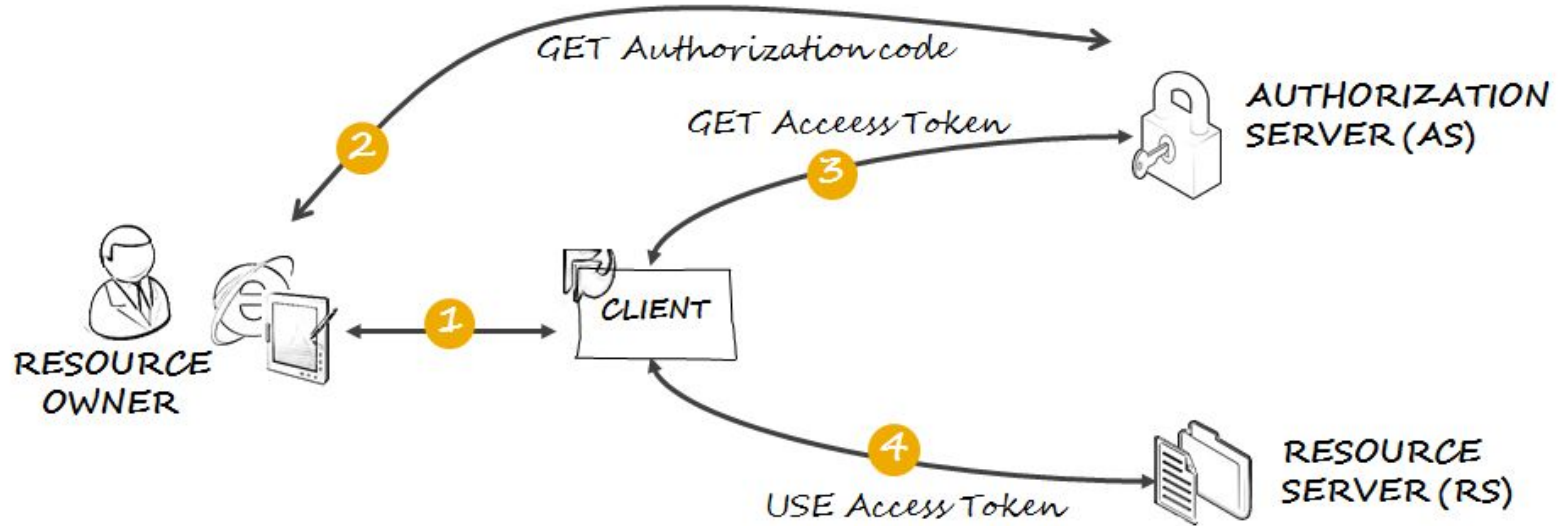 GET Authorization code
AUTHORIZATION
SERVER (AS)
GET Acceess Token
2
3
CLIENT
1
RESOURCE
OWNER
4
RESOURCE
SERVER (RS)
USE Access Token